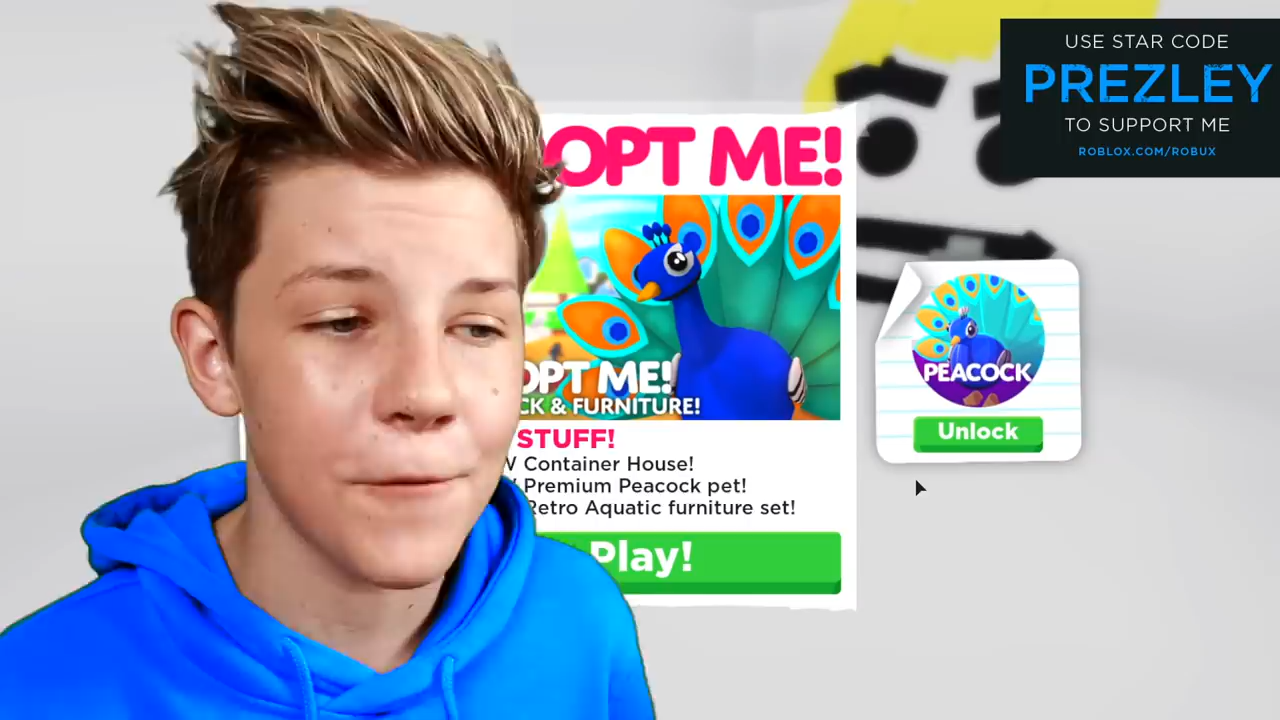 USE STAR CODE
PREZLEY
TO SUPPORT ME
ROBLOX.COM/ROBUX
OPT ME!
OPT ME!
CK & FURNITURE!
STUFF!
Container House!
Premium Peacock pet!
Retro Aquatic furniture set!
Play!
PEACOCK
Unlock